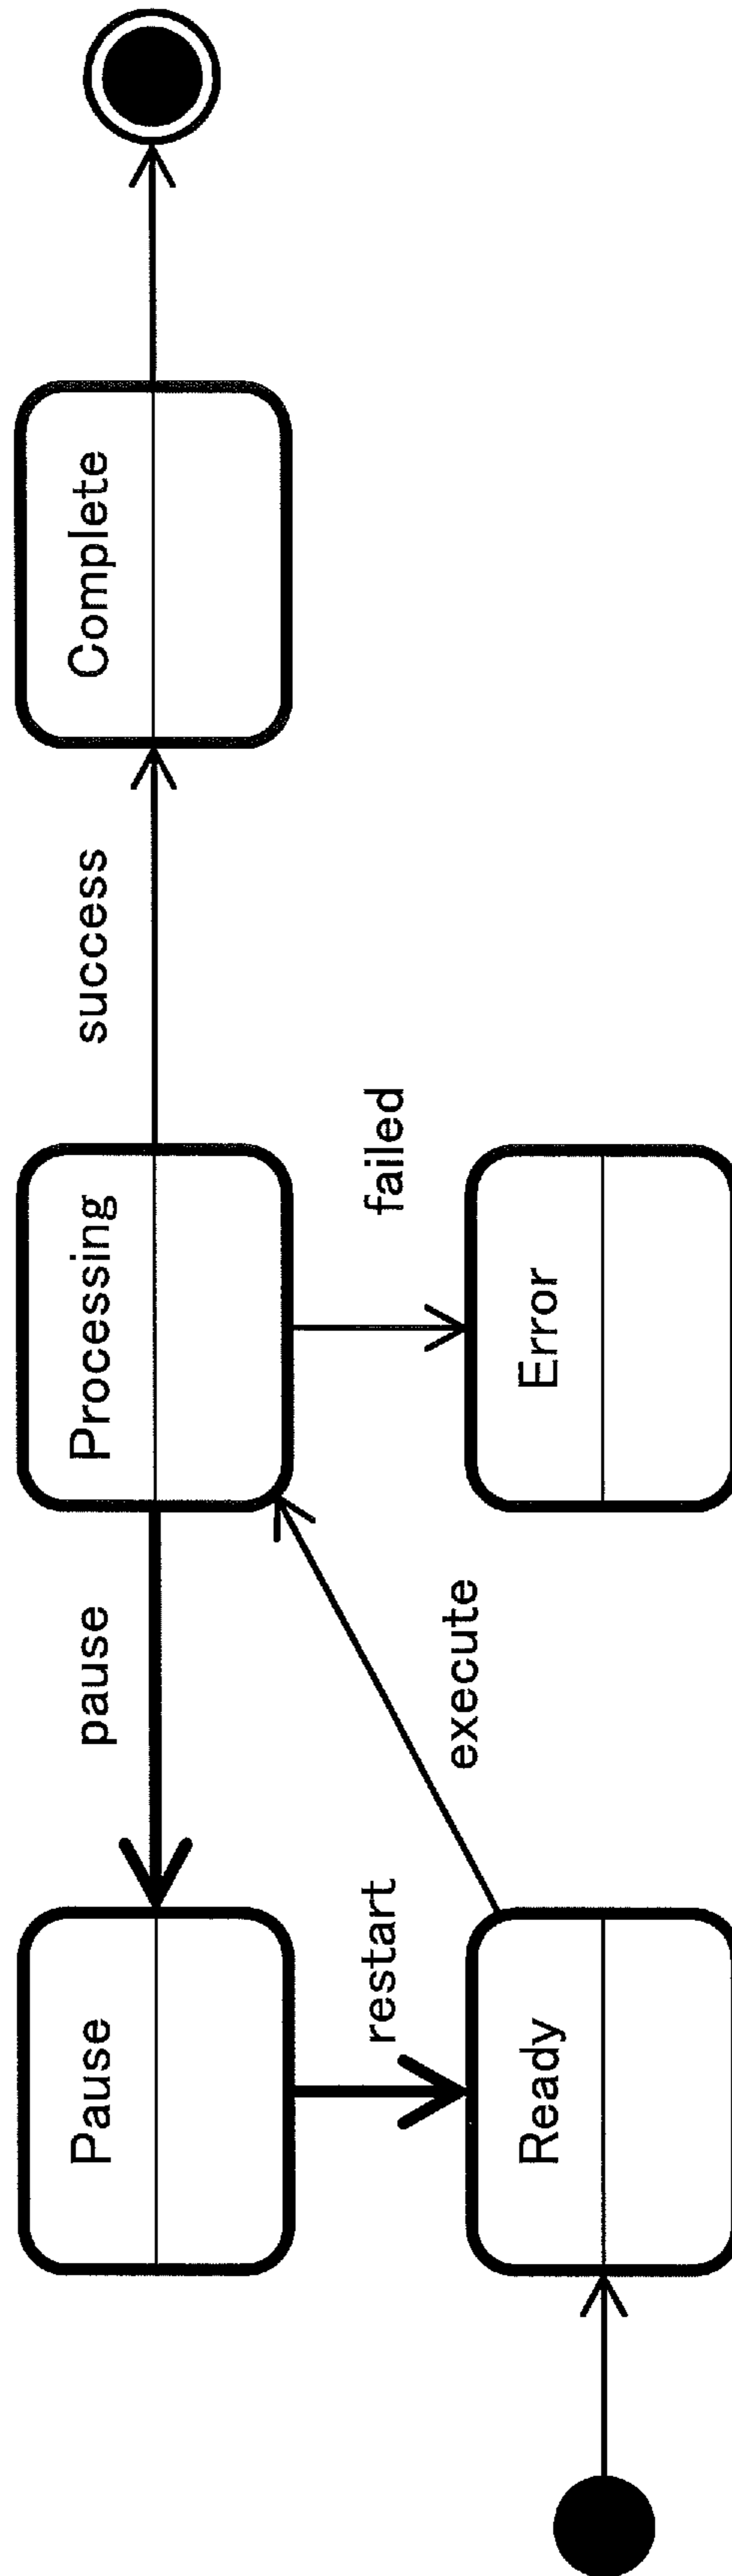 Pause
pause
Processing
success
Complete
restart
execute
failed
Ready
Error